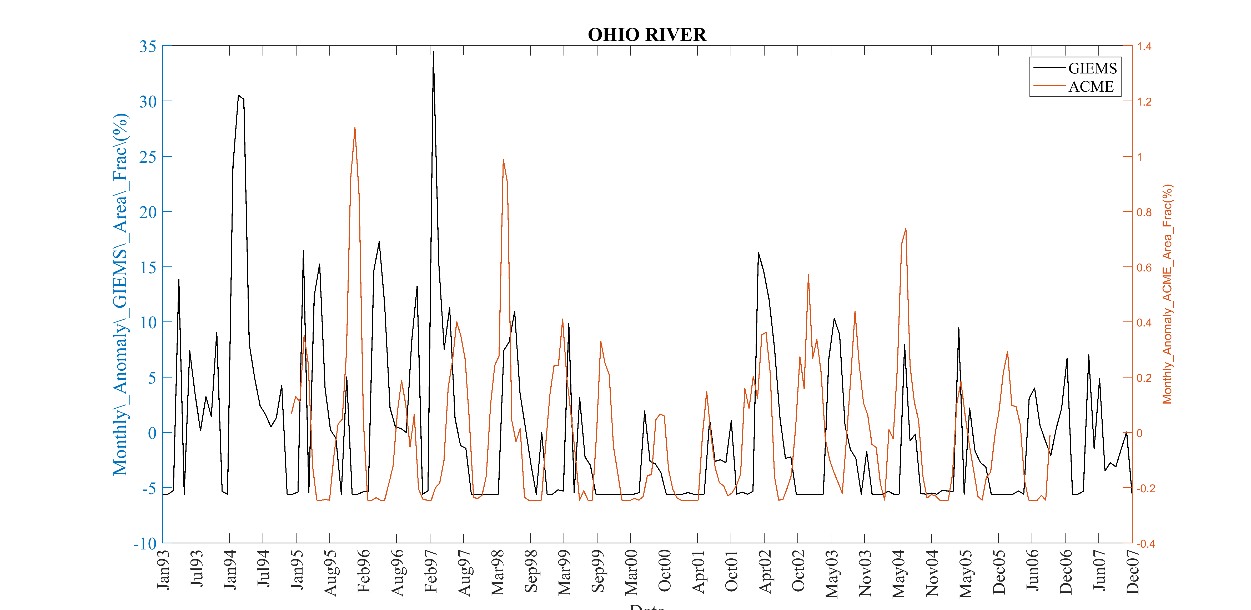 OHIO RIVER
GIEMS
ACME
Monthly\_Anomaly\_GIEMS\_Area\_Frac\(%)
35
30
25
20
15
10
5
0
-5
-10
Monthly_Anomaly_ACME_Area_Frac(%)
1.4
1.2
1
0.8
0.6
0.4
0.2
0
-0.2
-0.4
Jan93
Jul93
Jan94
Jul94
Jan95
Aug95
Feb96
Aug96
Feb97
Aug97
Mar98
Sep98
Mar99
Sep99
Mar00
Oct00
Apr01
Oct01
Apr02
Oct02
May03
Nov03
May04
Nov04
May05
Dec05
Jun06
Dec06
Jun07
Dec07
Date